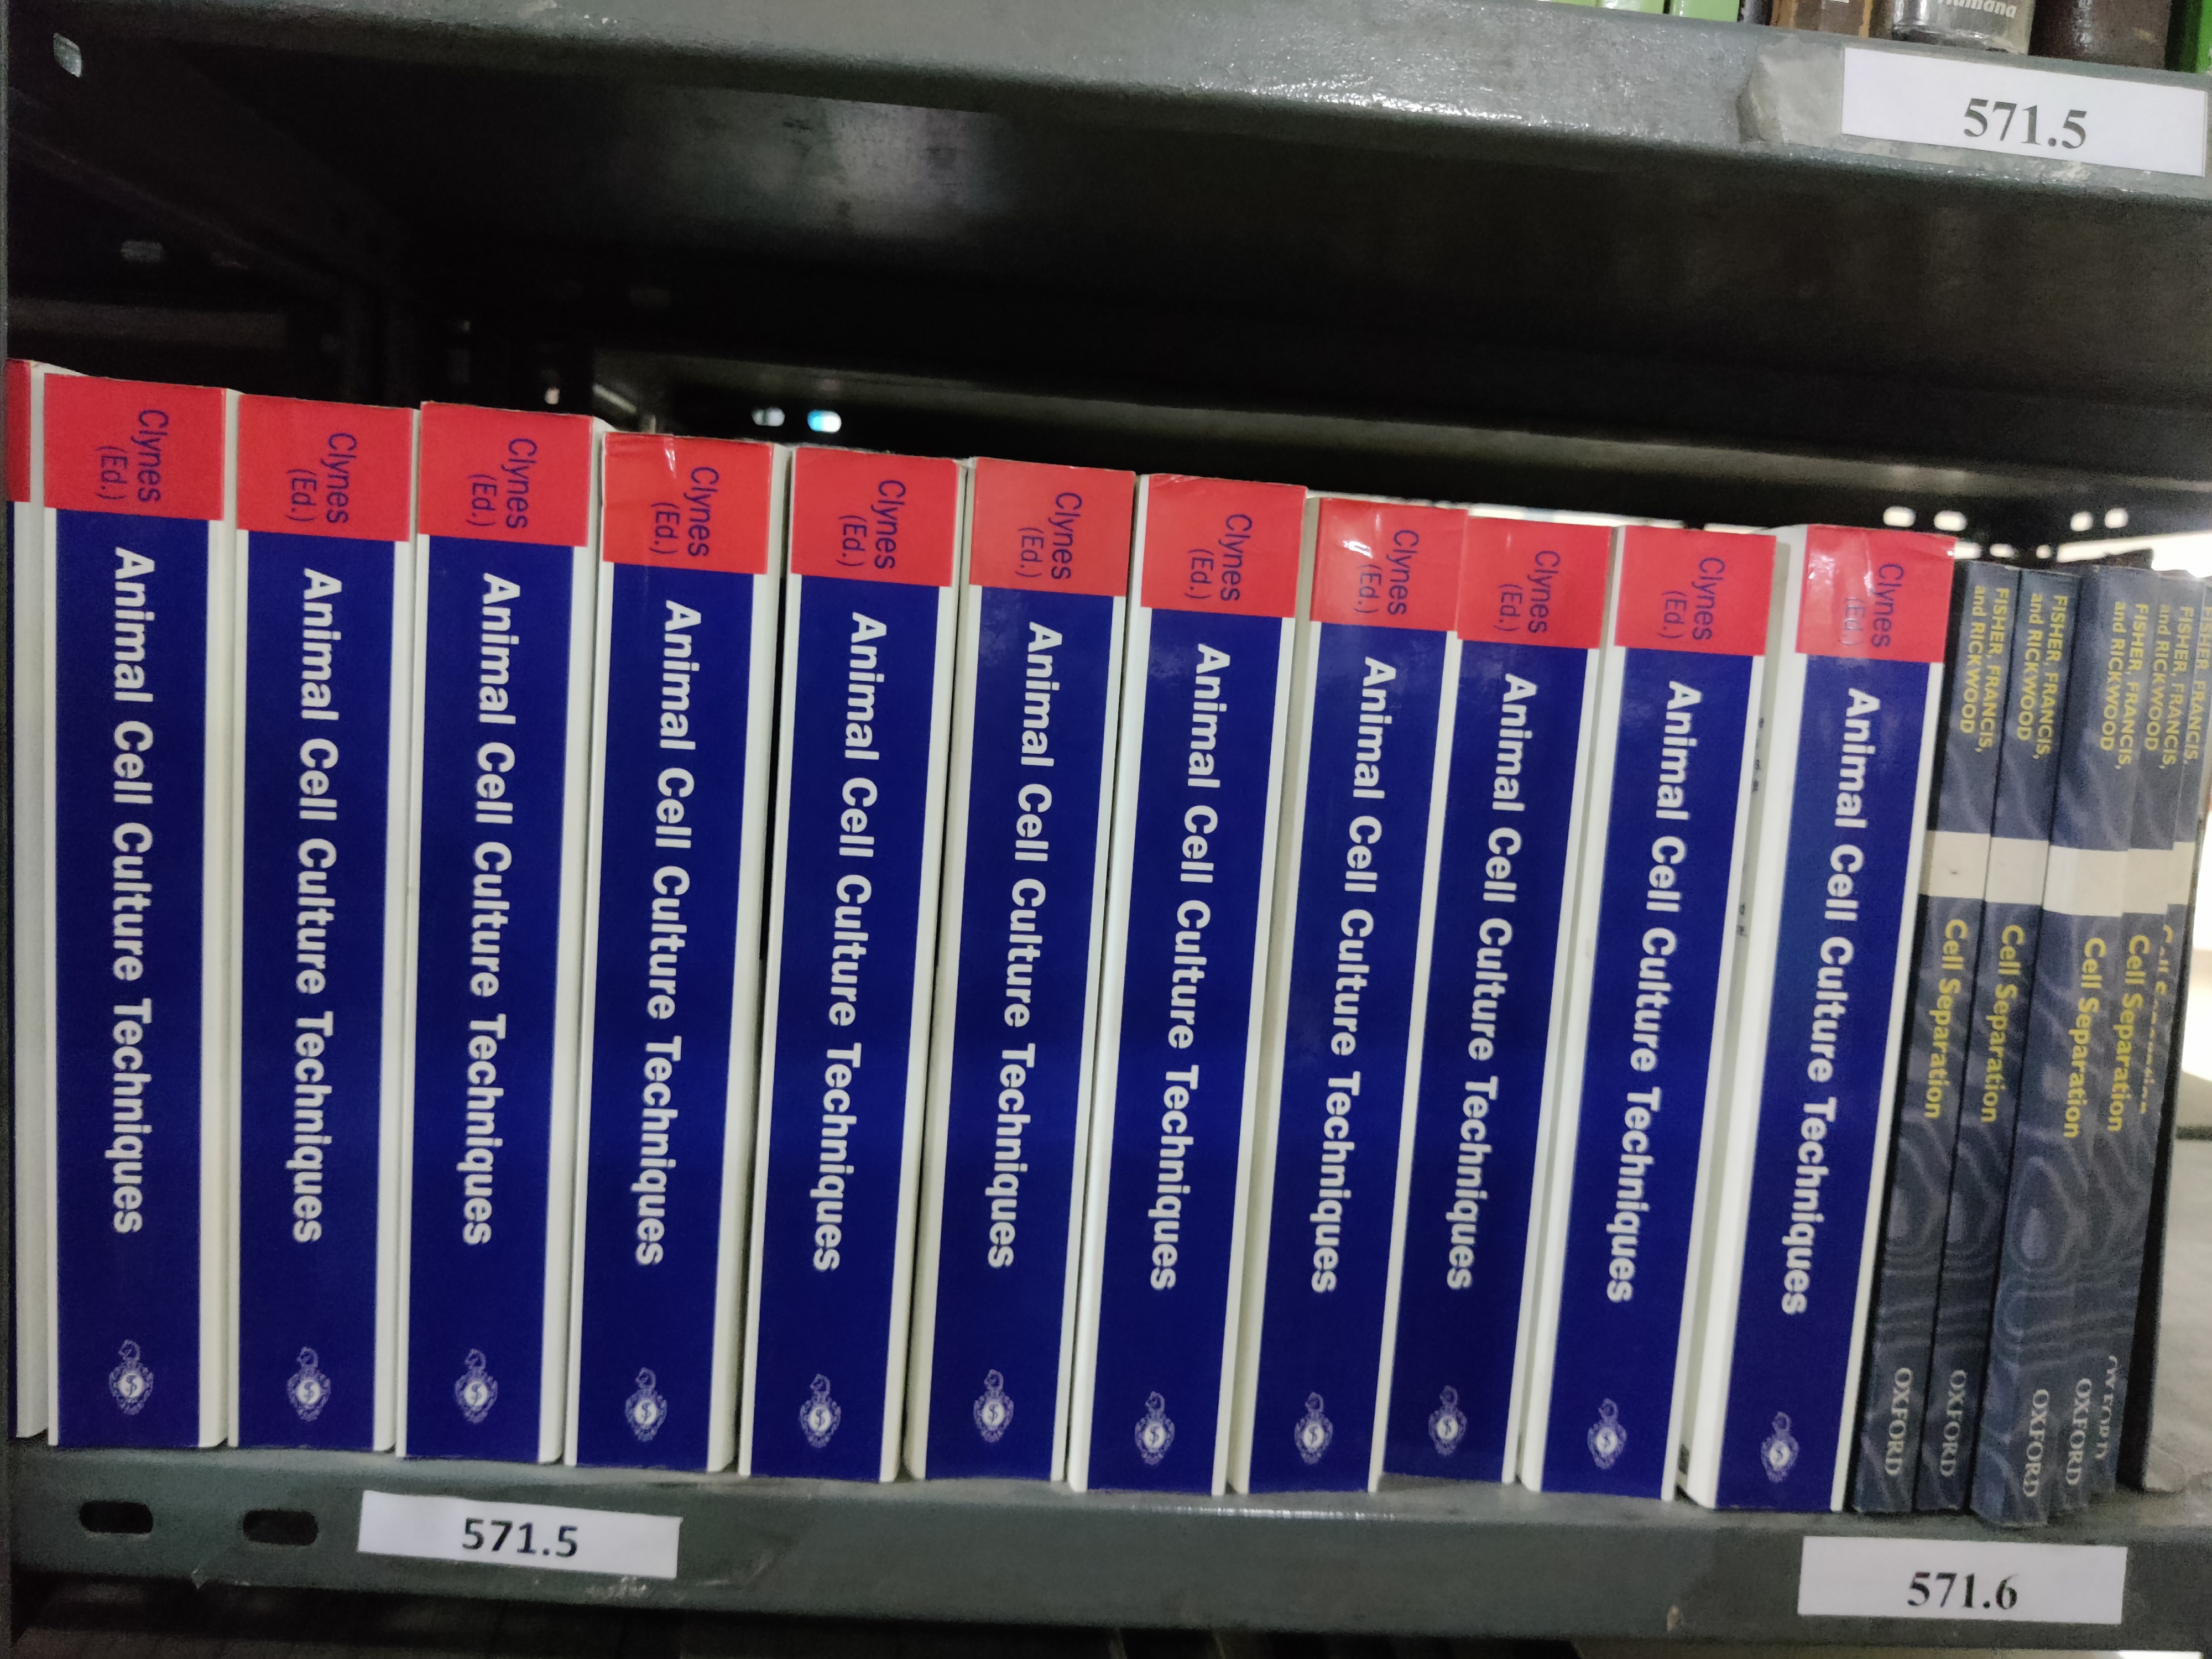 Humana
571.5
Clynes
(Ed.)
Animal Cell Culture Techniques
Clynes
(Ed.)
Animal Cell Culture Techniques
Clynes
(Ed.)
Animal Cell Culture Techniques
Clynes
(Ed.)
Animal Cell Culture Techniques
Clynes
(Ed.)
Animal Cell Culture Techniques
Clynes
(Ed.)
Animal Cell Culture Techniques
Clynes
(Ed.)
Animal Cell Culture Techniques
Clynes
(Ed.)
Animal Cell Culture Techniques
Clynes
(Ed.)
Animal Cell Culture Techniques
Clynes
(Ed.)
Animal Cell Culture Techniques
Clynes
(Ed.)
Animal Cell Culture Techniques
FISHER, FRANCIS,
and RICKWOOD
Cell Separation
OXFORD
FISHER, FRANCIS,
and RICKWOOD
Cell Separation
OXFORD
FISHER, FRANCIS,
and RICKWOOD
Cell Separation
OXFORD
FISHER, FRANCIS,
and RICKWOOD
Cell Separation
OXFORD
FRANCIS,
571.5
571.6